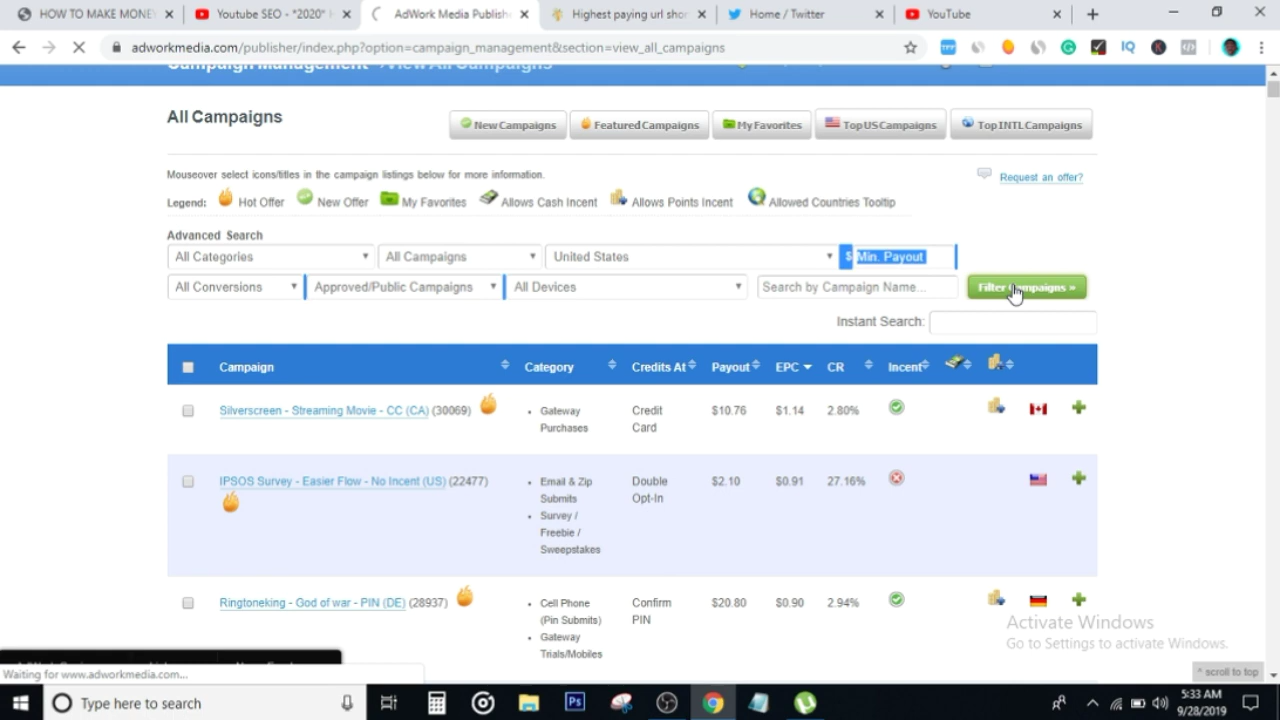 HOW TO MAKE MONE
Youtube SEO - *2020*
AdWork Media Publish
Highest paying url sho
Home / Twitter
YouTube
adworkmedia.com/publisher/index.php?option=campaign_management&section=view_all_campaigns
Campaign Management View All Campaigns
All Campaigns
New Campaigns
Featured Campaigns
My Favorites
Top US Campaigns
Top INTL Campaigns
Mouseover select icons/titles in the campaign listings below for more information.
Request an offer?
Legend: Hot Offer New Offer My Favorites Allows Cash Incent Allows Points Incent Allowed Countries Tooltip
Advanced Search
All Categories All Campaigns United States $ Min. Payout
All Conversions Approved/Public Campaigns All Devices Search by Campaign Name... Filter Campaigns »
Instant Search:
Campaign Category Credits At Payout EPC CR Incent
Silverscreen - Streaming Movie - CC (CA) (30069) • Gateway Credit $10.76 $1.14 2.80%
Purchases Card
IPSOS Survey - Easier Flow - No Incent (US) (22477) • Email & Zip Double $2.10 $0.91 27.16%
Submits Opt-In
• Survey /
Freebie /
Sweepstakes
Ringtoneking - God of war - PIN (DE) (28937) • Cell Phone Confirm $20.80 $0.90 2.94%
(Pin Submits) PIN
• Gateway
Trials/Mobiles
Activate Windows
Go to Settings to activate Windows.
^ scroll to top
Waiting for www.adworkmedia.com...
Type here to search
Ps
5:33 AM
9/28/2019